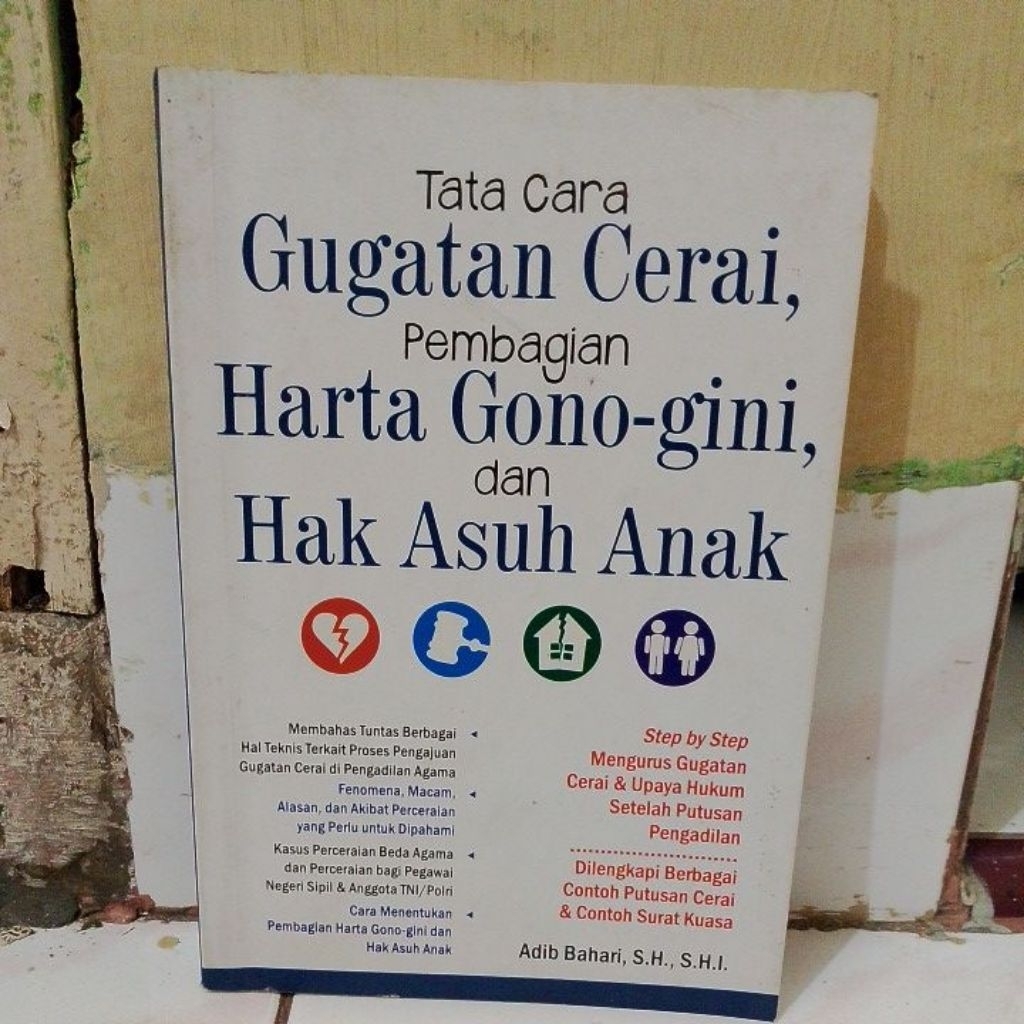 Tata Cara
Gugatan Cerai,
Pembagian
Harta Gono-gini,
dan
Hak Asuh Anak
Membahas Tuntas Berbagai
Hal Teknis Terkait Proses Pengajuan
Gugatan Cerai di Pengadilan Agama
Fenomena, Macam,
Alasan, dan Akibat Perceraian
yang Perlu untuk Dipahami
Kasus Perceraian Beda Agama
dan Perceraian bagi Pegawai
Negeri Sipil & Anggota TNI/Polri
Cara Menentukan
Pembagian Harta Gono-gini dan
Hak Asuh Anak
Step by Step
Mengurus Gugatan
Cerai & Upaya Hukum
Setelah Putusan
Pengadilan
Dilengkapi Berbagai
Contoh Putusan Cerai
& Contoh Surat Kuasa
Adib Bahari, S.H., S.H.I.